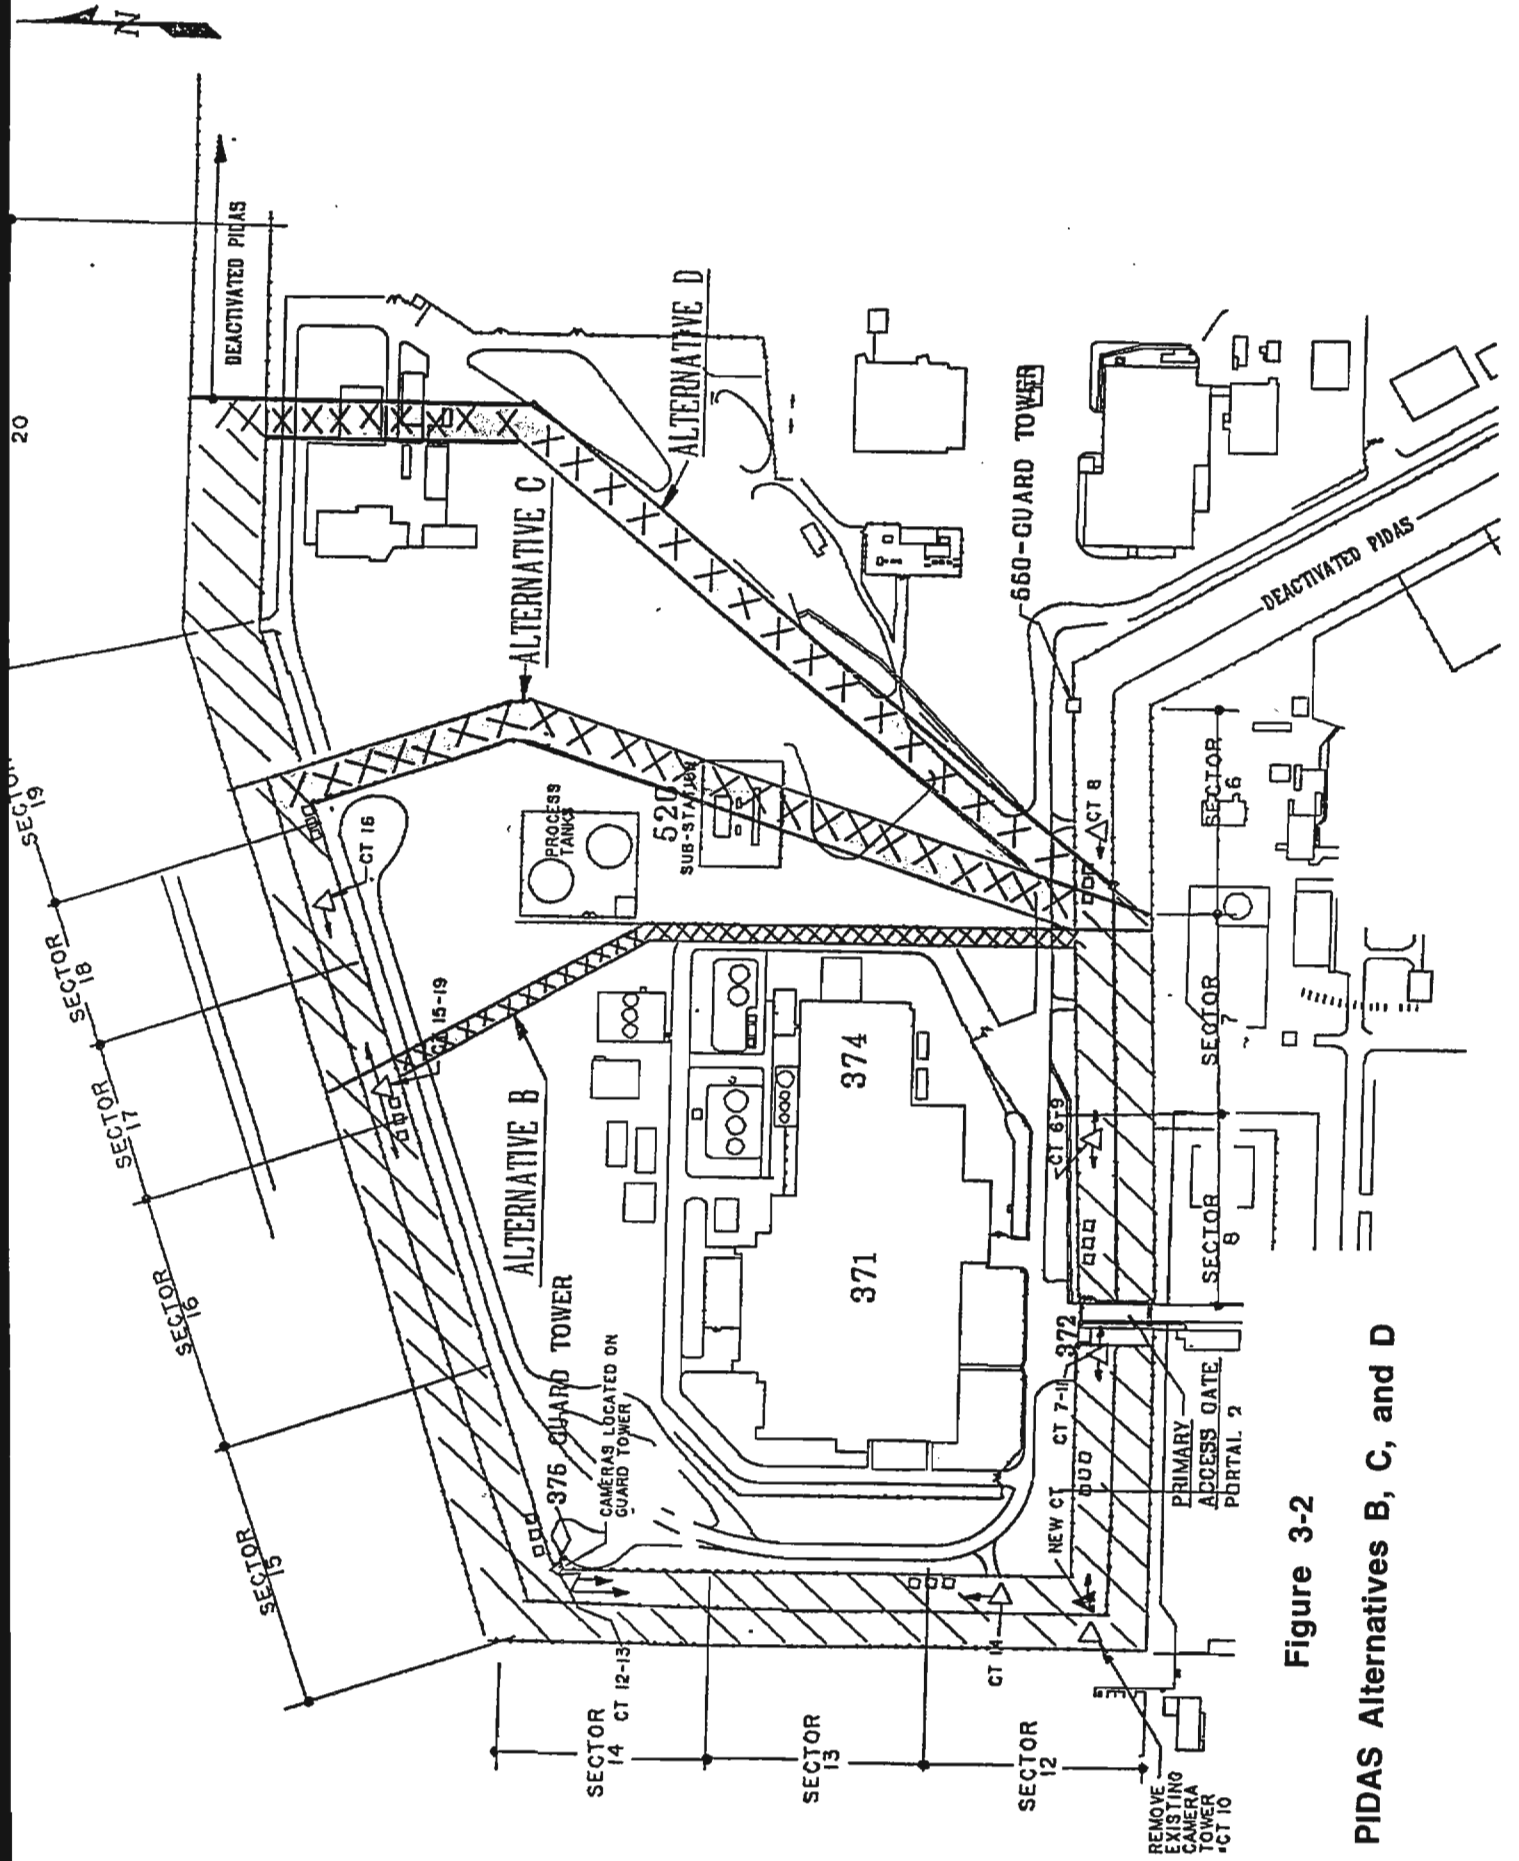 N
20
DEACTIVATED PIDAS
SECTOR
19
SECTOR
18
SECTOR
17
SECTOR
16
SECTOR
15
CT 16
CT 15-19
ALTERNATIVE D
ALTERNATIVE C
ALTERNATIVE B
PROCESS
TANKS
520
SUB-STATION
660-GUARD TOWER
DEACTIVATED PIDAS
374
371
376 GUARD TOWER
CAMERAS LOCATED ON
GUARD TOWER
CT 8
SECTOR
6
SECTOR
7
SECTOR
8
CT 6-9
372
CT 7-11
NEW CT
PRIMARY
ACCESS GATE
PORTAL 2
CT 12-13
CT 14
SECTOR
14
SECTOR
13
SECTOR
12
REMOVE
EXISTING
CAMERA
TOWER
*CT 10
Figure 3-2
PIDAS Alternatives B, C, and D